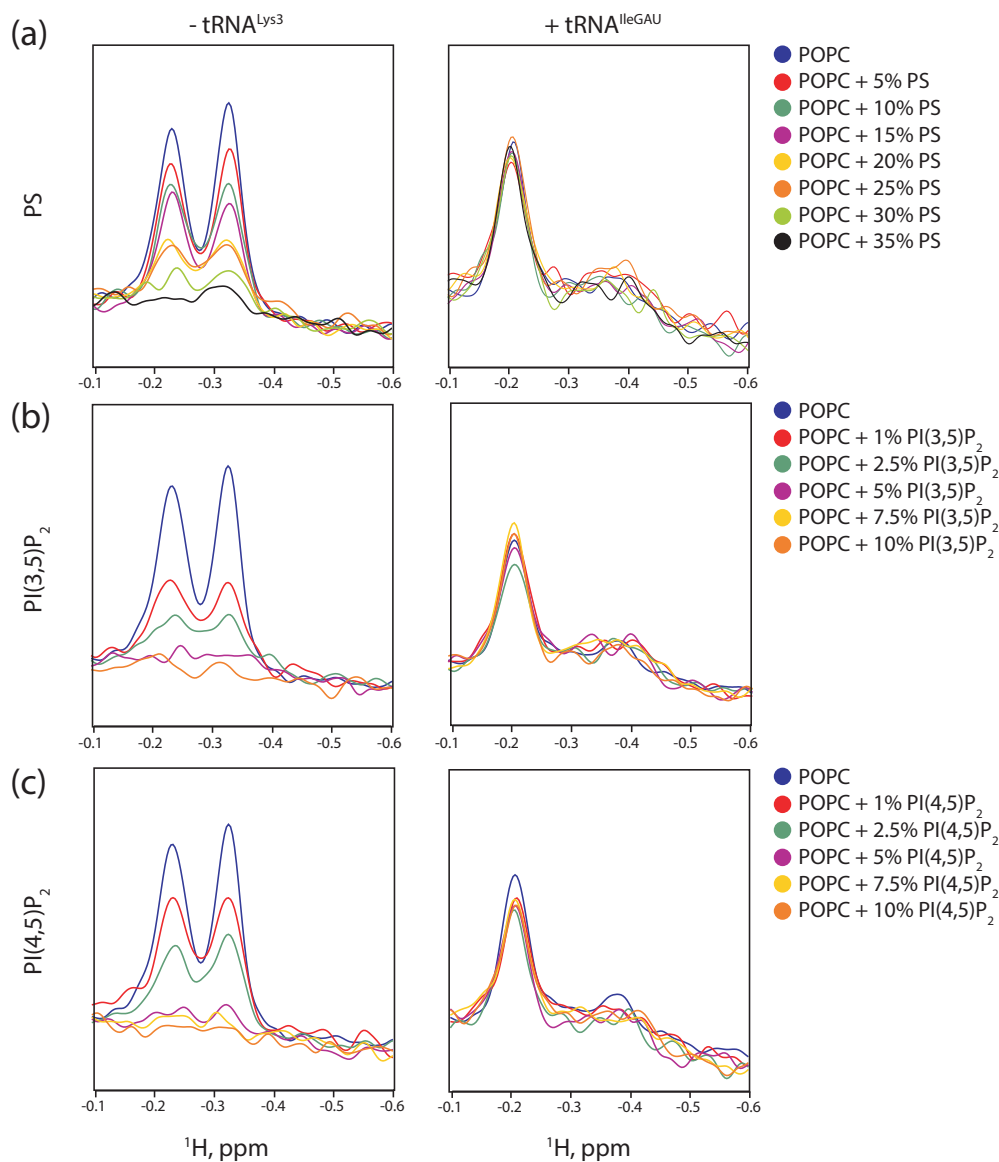 (a)
- tRNA^Lys3
+ tRNA^IleGAU
PS
-0.1 -0.2 -0.3 -0.4 -0.5 -0.6
-0.1 -0.2 -0.3 -0.4 -0.5 -0.6
POPC
POPC + 5% PS
POPC + 10% PS
POPC + 15% PS
POPC + 20% PS
POPC + 25% PS
POPC + 30% PS
POPC + 35% PS
(b)
PI(3,5)P₂
-0.1 -0.2 -0.3 -0.4 -0.5 -0.6
-0.1 -0.2 -0.3 -0.4 -0.5 -0.6
POPC
POPC + 1% PI(3,5)P₂
POPC + 2.5% PI(3,5)P₂
POPC + 5% PI(3,5)P₂
POPC + 7.5% PI(3,5)P₂
POPC + 10% PI(3,5)P₂
(c)
PI(4,5)P₂
-0.1 -0.2 -0.3 -0.4 -0.5 -0.6
-0.1 -0.2 -0.3 -0.4 -0.5 -0.6
POPC
POPC + 1% PI(4,5)P₂
POPC + 2.5% PI(4,5)P₂
POPC + 5% PI(4,5)P₂
POPC + 7.5% PI(4,5)P₂
POPC + 10% PI(4,5)P₂
¹H, ppm
¹H, ppm